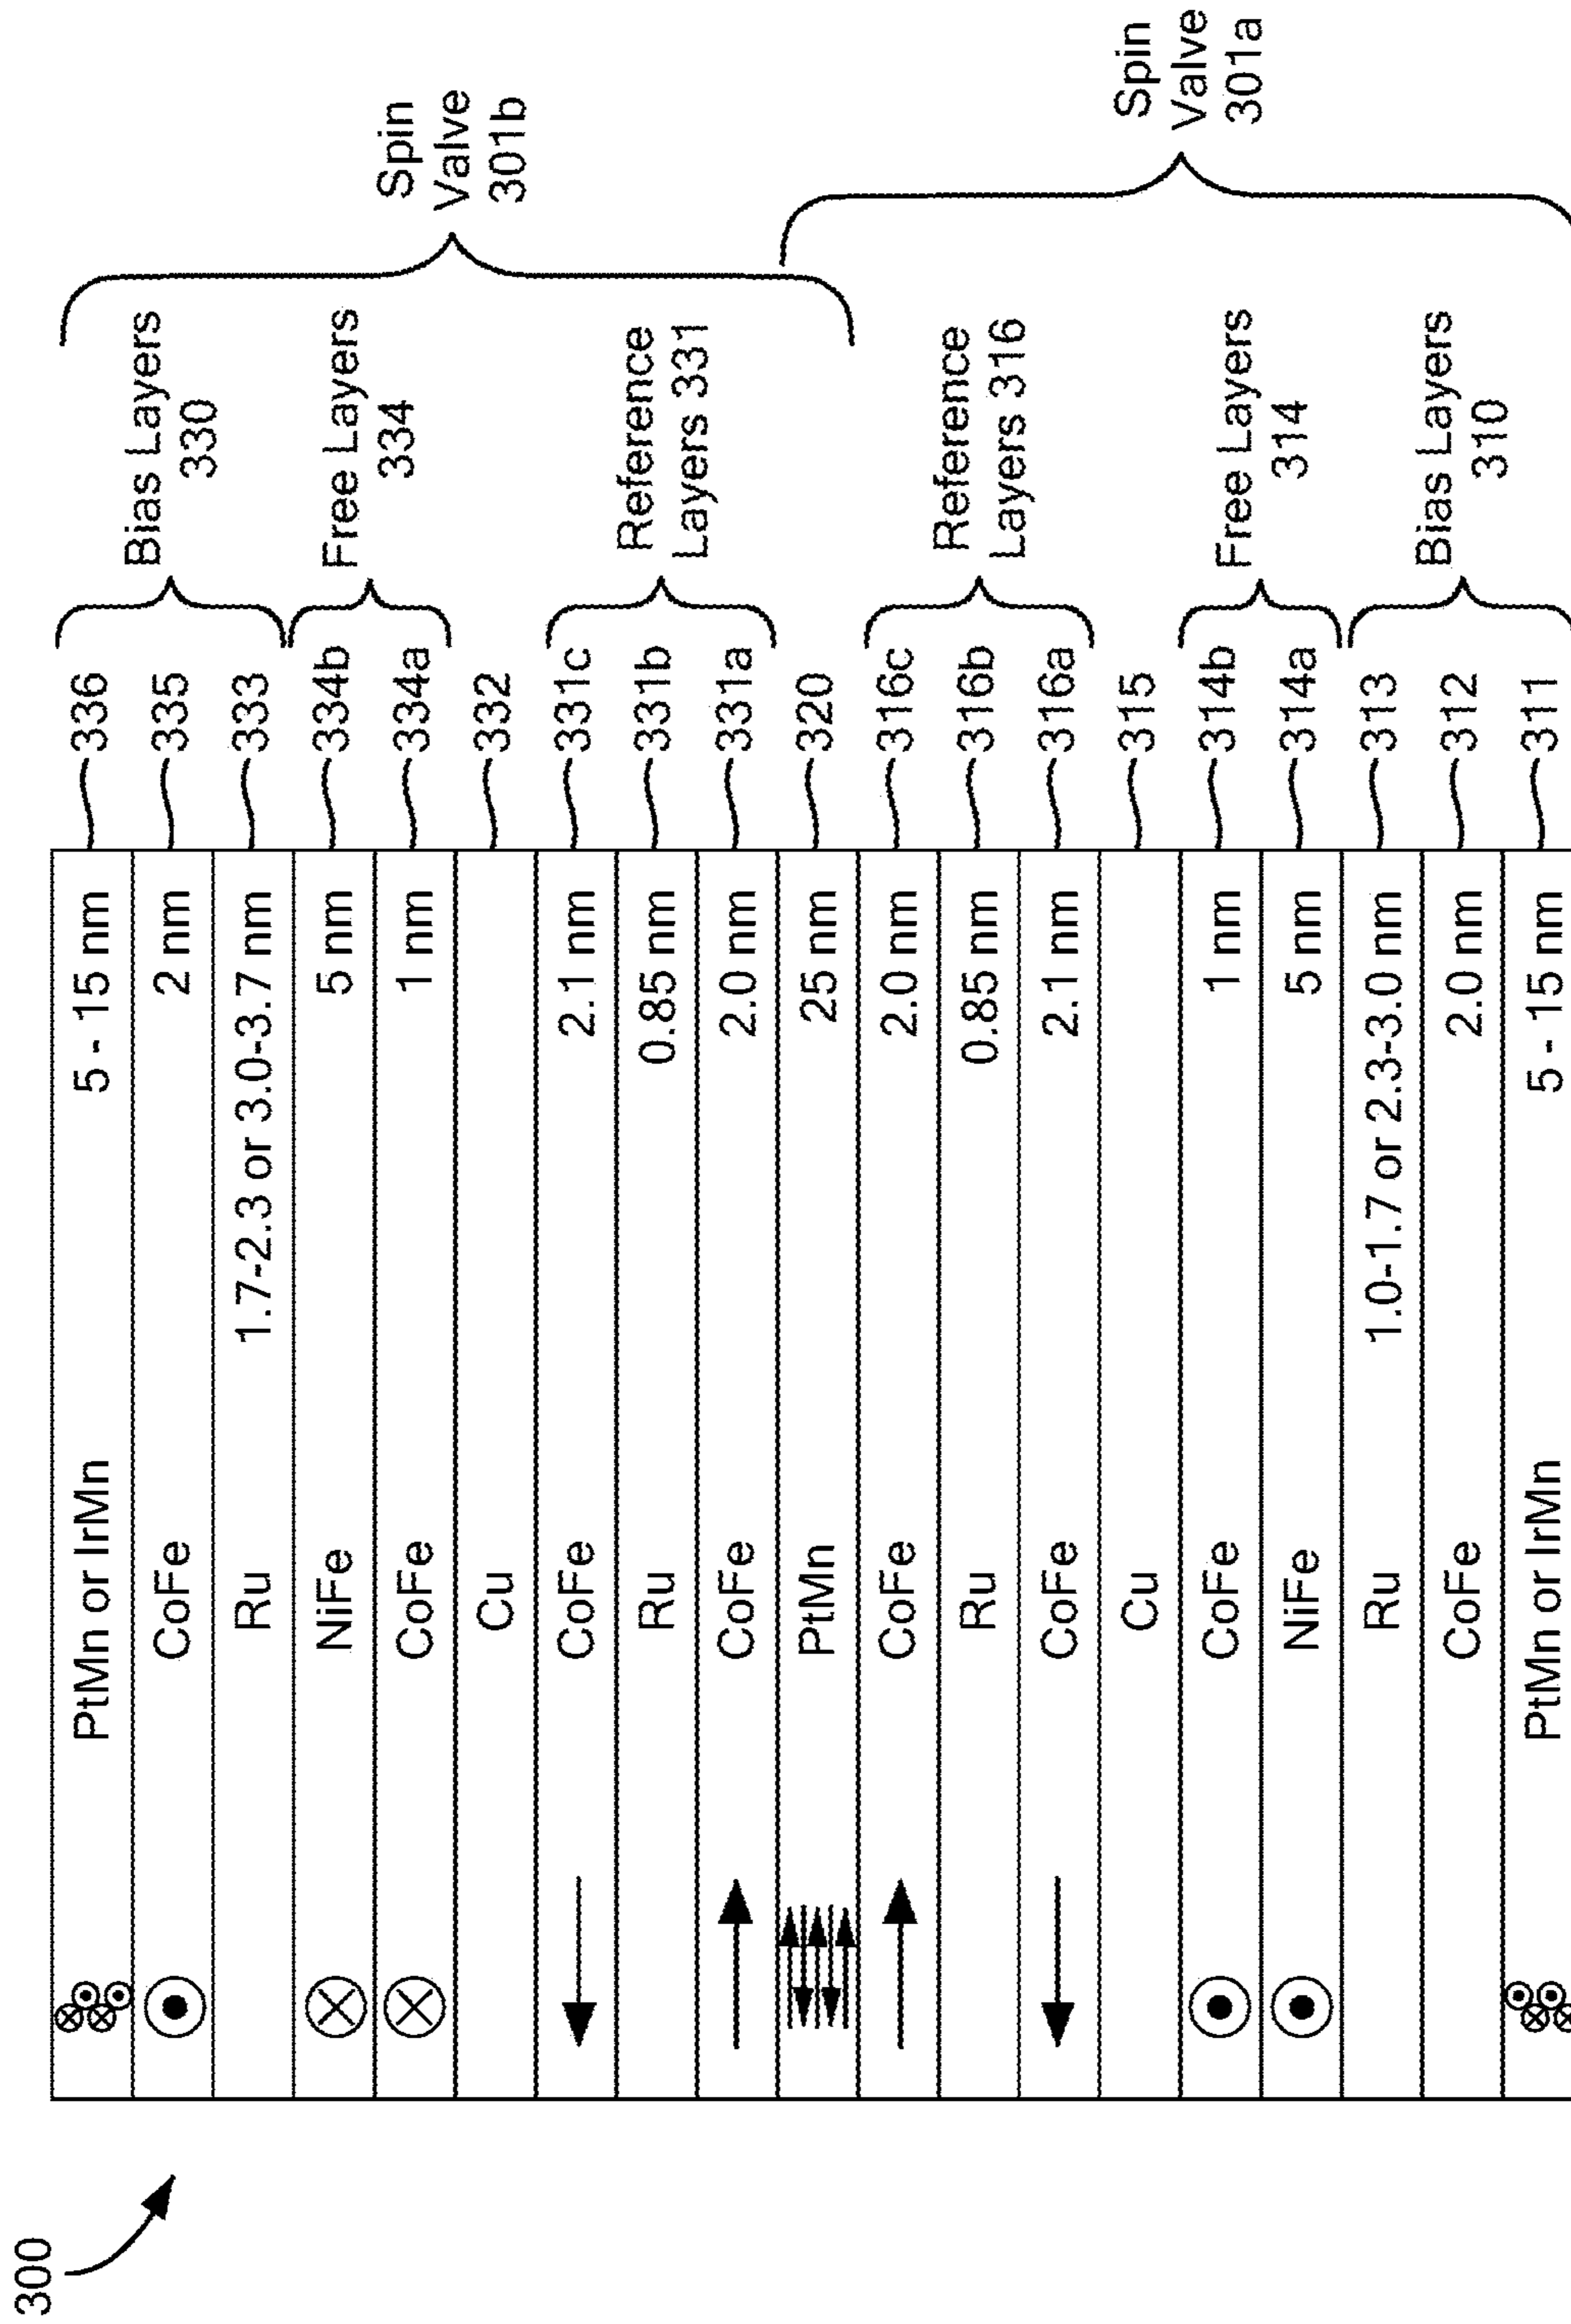 300
PtMn or IrMn 5 - 15 nm 336
CoFe 2 nm 335
Ru 1.7-2.3 or 3.0-3.7 nm 333
NiFe 5 nm 334b
CoFe 1 nm 334a
Cu 332
CoFe 2.1 nm 331c
Ru 0.85 nm 331b
CoFe 2.0 nm 331a
PtMn 25 nm 320
CoFe 2.0 nm 316c
Ru 0.85 nm 316b
CoFe 2.1 nm 316a
Cu 315
CoFe 1 nm 314b
NiFe 5 nm 314a
Ru 1.0-1.7 or 2.3-3.0 nm 313
CoFe 2.0 nm 312
PtMn or IrMn 5 - 15 nm 311
Bias Layers
330
Free Layers
334
Reference
Layers 331
Reference
Layers 316
Free Layers
314
Bias Layers
310
Spin
Valve
301b
Spin
Valve
301a